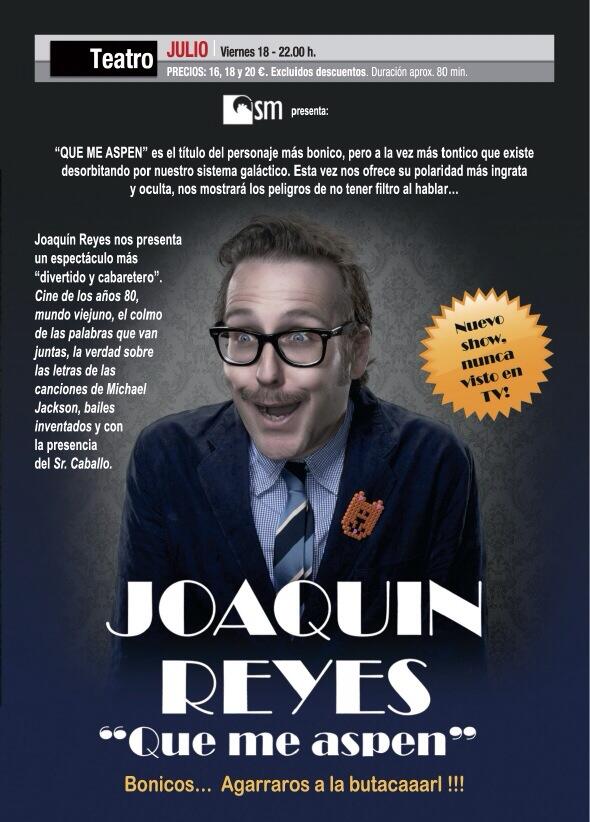 Teatro
JULIO Viernes 18 - 22.00 h.
PRECIOS: 16, 18 y 20 €. Excluidos descuentos. Duración aprox. 80 min.
sm presenta:
“QUE ME ASPEN” es el título del personaje más bonico, pero a la vez más tontico que existe
desorbitando por nuestro sistema galáctico. Esta vez nos ofrece su polaridad más ingrata
y oculta, nos mostrará los peligros de no tener filtro al hablar…
Joaquín Reyes nos presenta
un espectáculo más
“divertido y cabaretero”.
Cine de los años 80,
mundo viejuno, el colmo
de las palabras que van
juntas, la verdad sobre
las letras de las
canciones de Michael
Jackson, bailes
inventados y con
la presencia
del Sr. Caballo.
Nuevo
show,
nunca
visto en
TV!
JOAQUIN
REYES
“Que me aspen”
Bonicos… Agarraros a la butacaaarl !!!